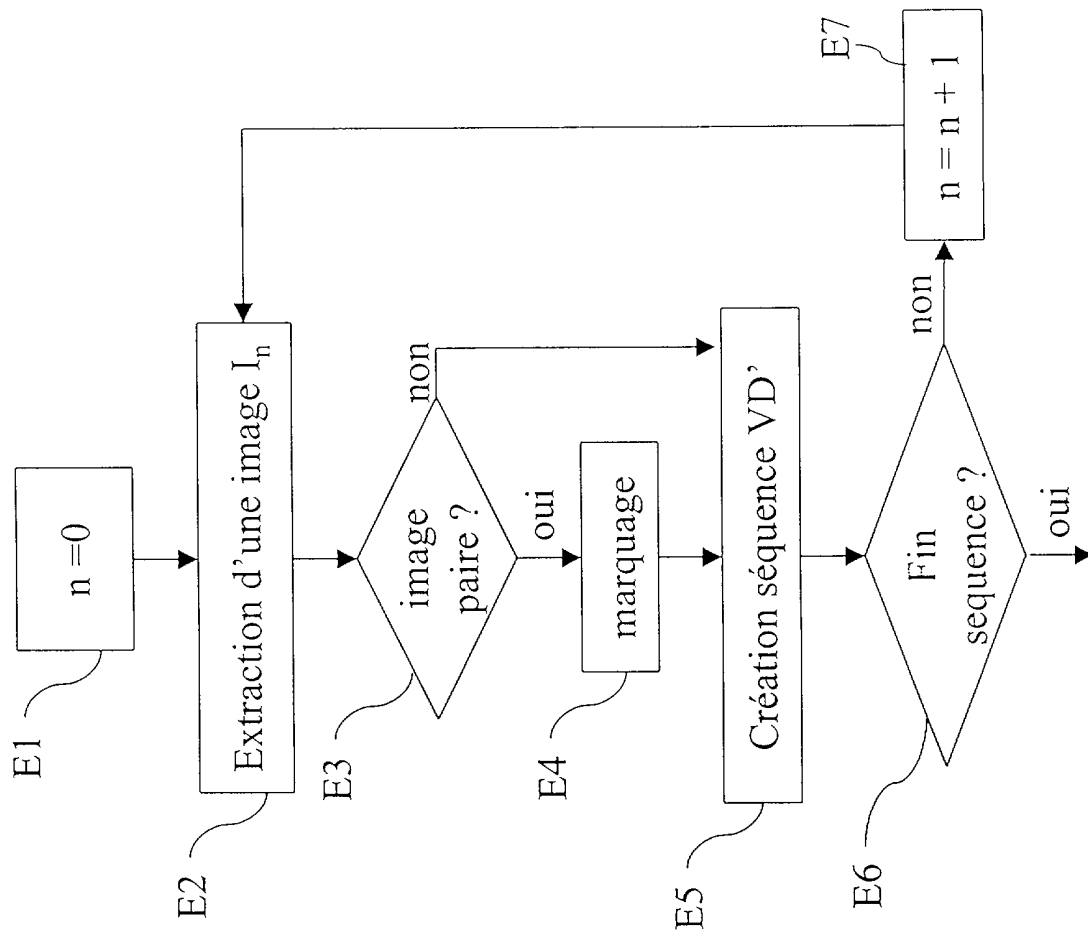 E1
n =0
E2
Extraction d'une image Iₙ
E3
image
paire ?
non
oui
E4
marquage
E5
Création séquence VD’
E6
Fin
sequence ?
non
oui
E7
n = n + 1